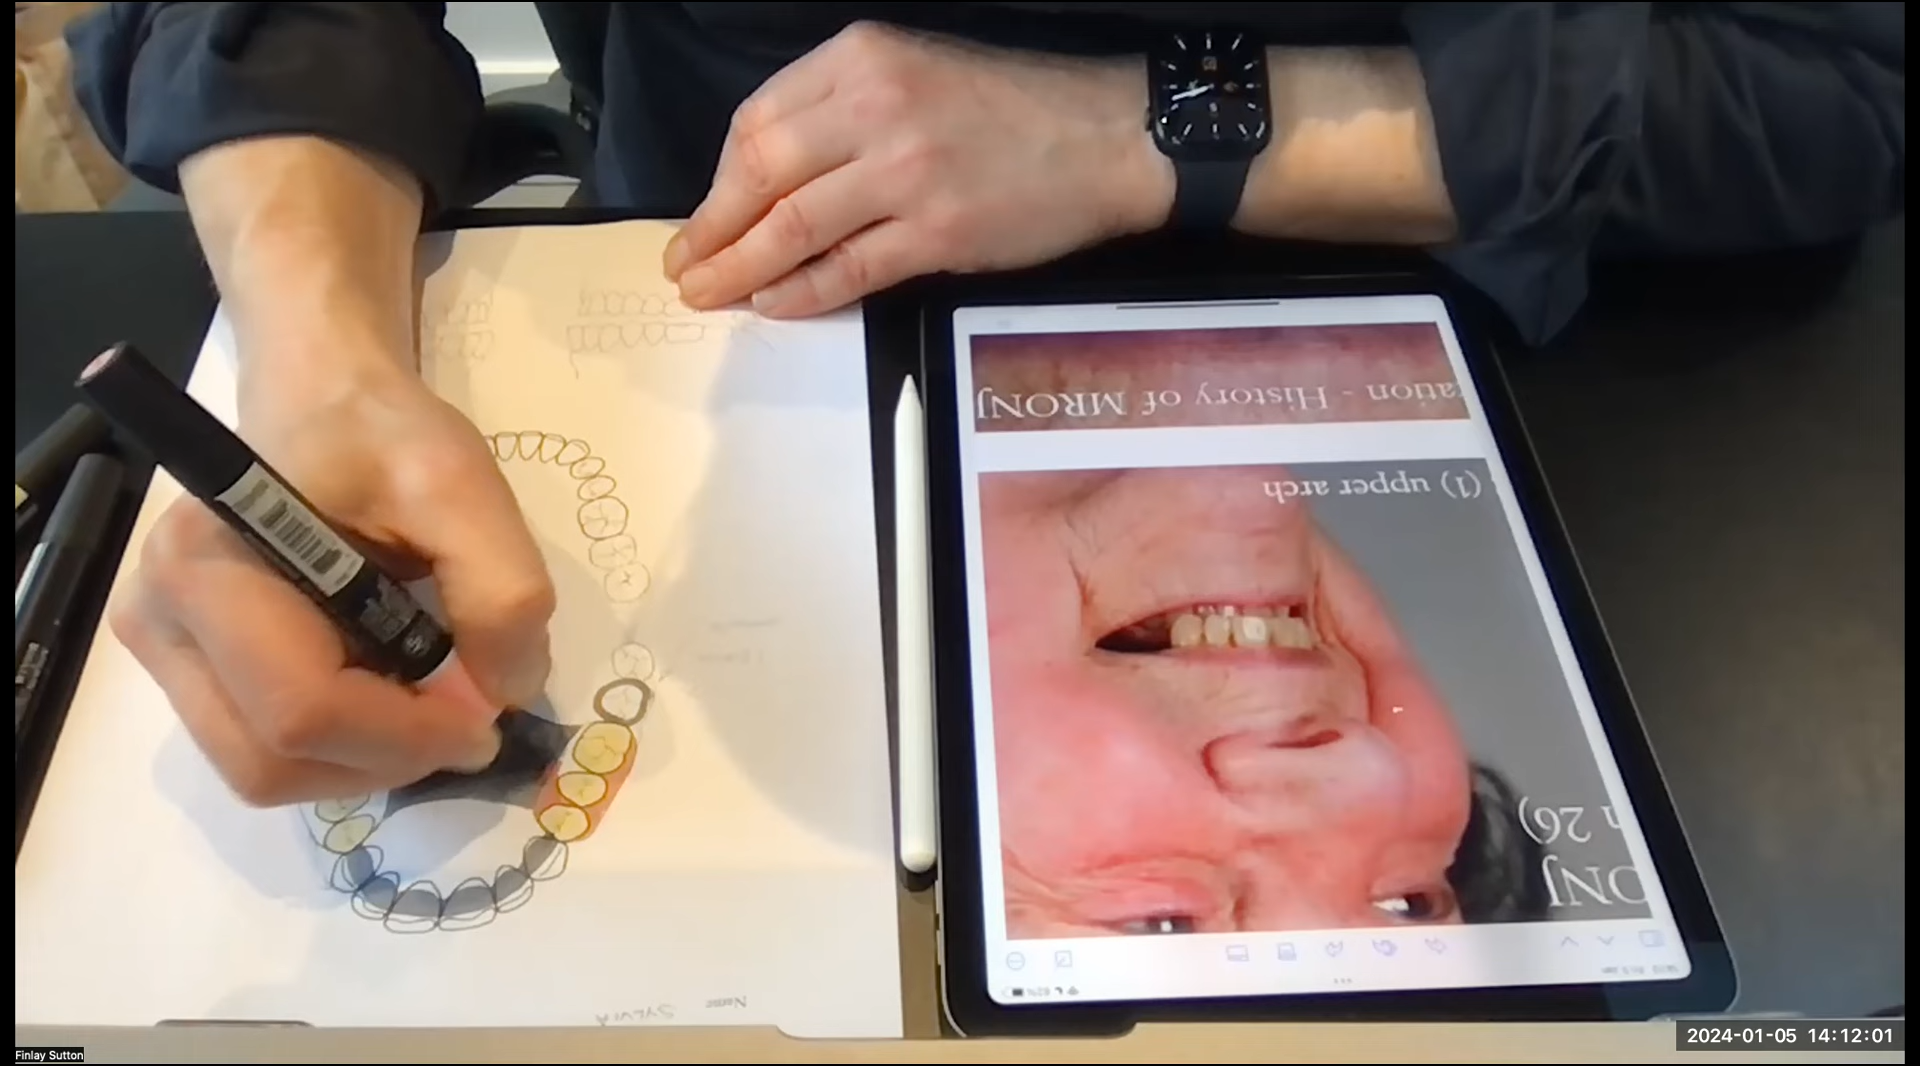 ation - History of MRONJ
(1) upper arch
n 26)
ONJ
62%
Name SYLVIA
2024-01-05 14:12:01
Finlay Sutton